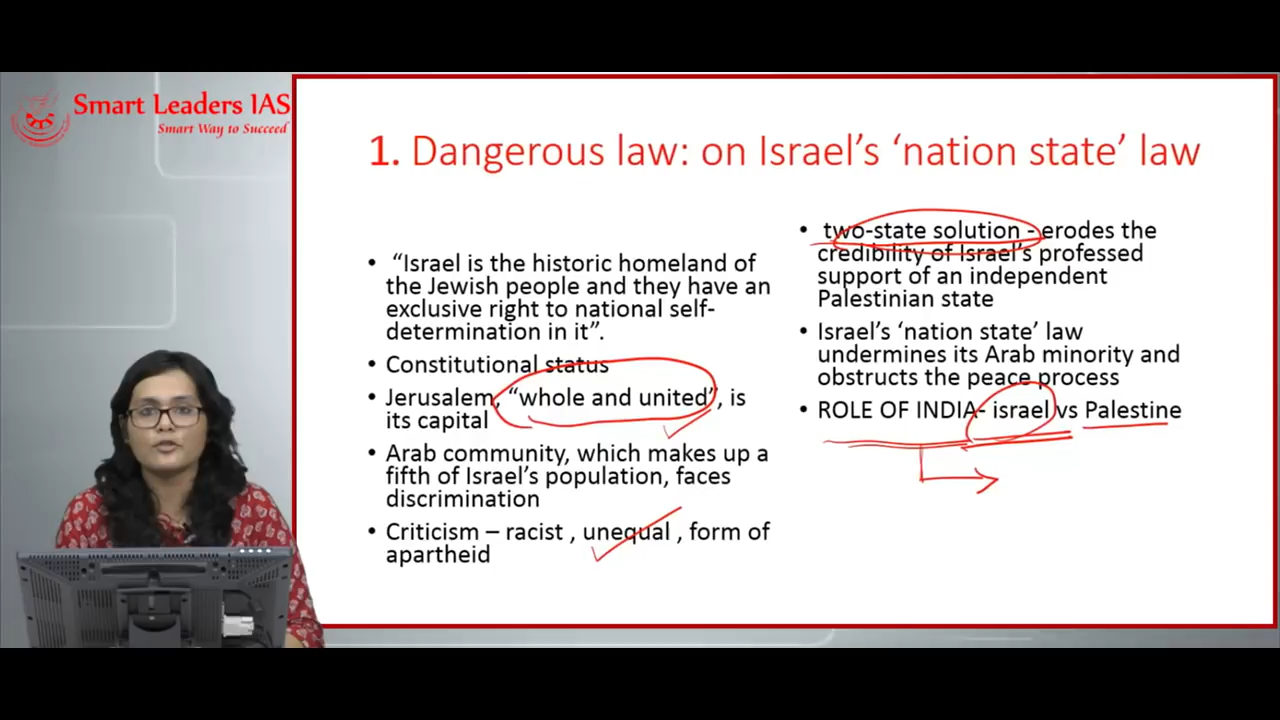 Smart Leaders IAS
Smart Way to Succeed
1. Dangerous law: on Israel’s ‘nation state’ law
“Israel is the historic homeland of
the Jewish people and they have an
exclusive right to national self-
determination in it”.
Constitutional status
Jerusalem, “whole and united”, is
its capital
Arab community, which makes up a
fifth of Israel’s population, faces
discrimination
Criticism – racist , unequal , form of
apartheid
two-state solution - erodes the
credibility of Israel’s professed
support of an independent
Palestinian state
Israel’s ‘nation state’ law
undermines its Arab minority and
obstructs the peace process
ROLE OF INDIA- israel vs Palestine